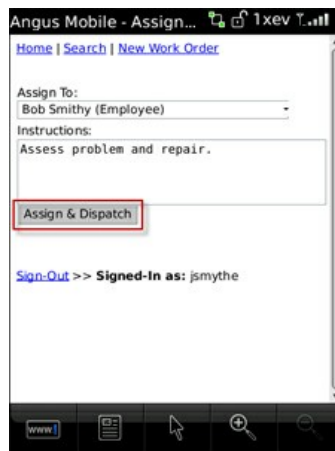 Angus Mobile - Assign... 1xev
Home | Search | New Work Order
Assign To:
Bob Smithy (Employee)
Instructions:
Assess problem and repair.
Assign & Dispatch
Sign-Out >> Signed-In as: jsmythe
www